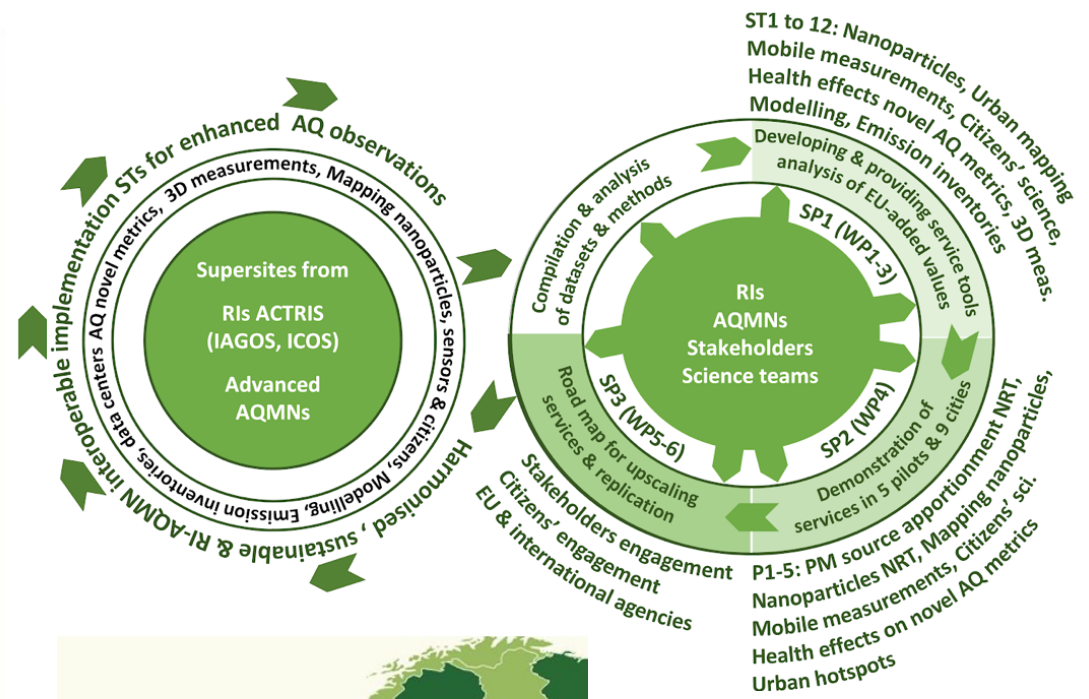 Harmonised, sustainable & RI-AQMN interoperable implementation STs for enhanced AQ observations
AQ novel metrics, 3D measurements, Mapping nanoparticles, sensors & citizens, Modelling, Emission inventories, data centers
Supersites from
RIs ACTRIS
(IAGOS, ICOS)
Advanced
AQMNs
ST1 to 12: Nanoparticles, Urban mapping
Mobile measurements, Citizens' science,
Health effects novel AQ metrics, 3D meas.
Modelling, Emission inventories
Compilation & analysis
of datasets & methods
Developing & providing service tools
analysis of EU-added values
SP1 (WP1-3)
RIs
AQMNs
Stakeholders
Science teams
SP2 (WP4)
SP3 (WP5-6)
Demonstration of
services in 5 pilots & 9 cities
Road map for upscaling
services & replication
Stakeholders engagement
Citizens' engagement
EU & international agencies
P1-5: PM source apportionment NRT,
Nanoparticles NRT, Mapping nanoparticles,
Mobile measurements, Citizens' sci.
Health effects on novel AQ metrics
Urban hotspots